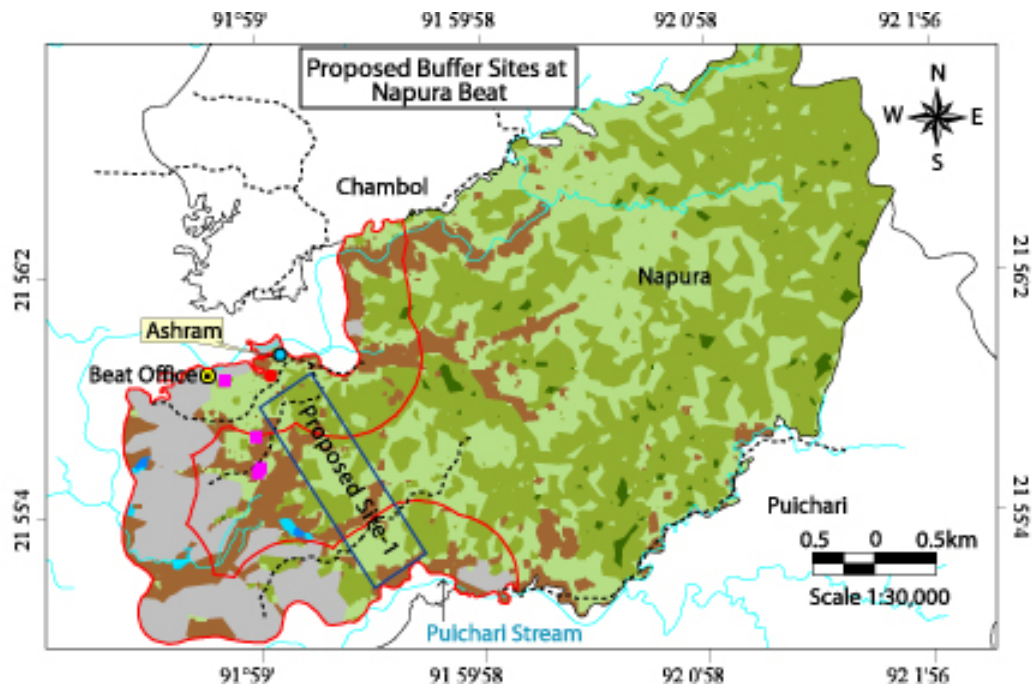 91°59'
91 59'58
92 0'58
92 1'56
Proposed Buffer Sites at
Napura Beat
N
W
E
S
Chambol
21 56'2
21 56'2
Napura
Ashram
Beat Office
Proposed Site-1
21 55'4
21 55'4
Puichari
0.5
0
0.5km
Scale 1:30,000
Puichari Stream
91°59'
91 59'58
92 0'58
92 1'56